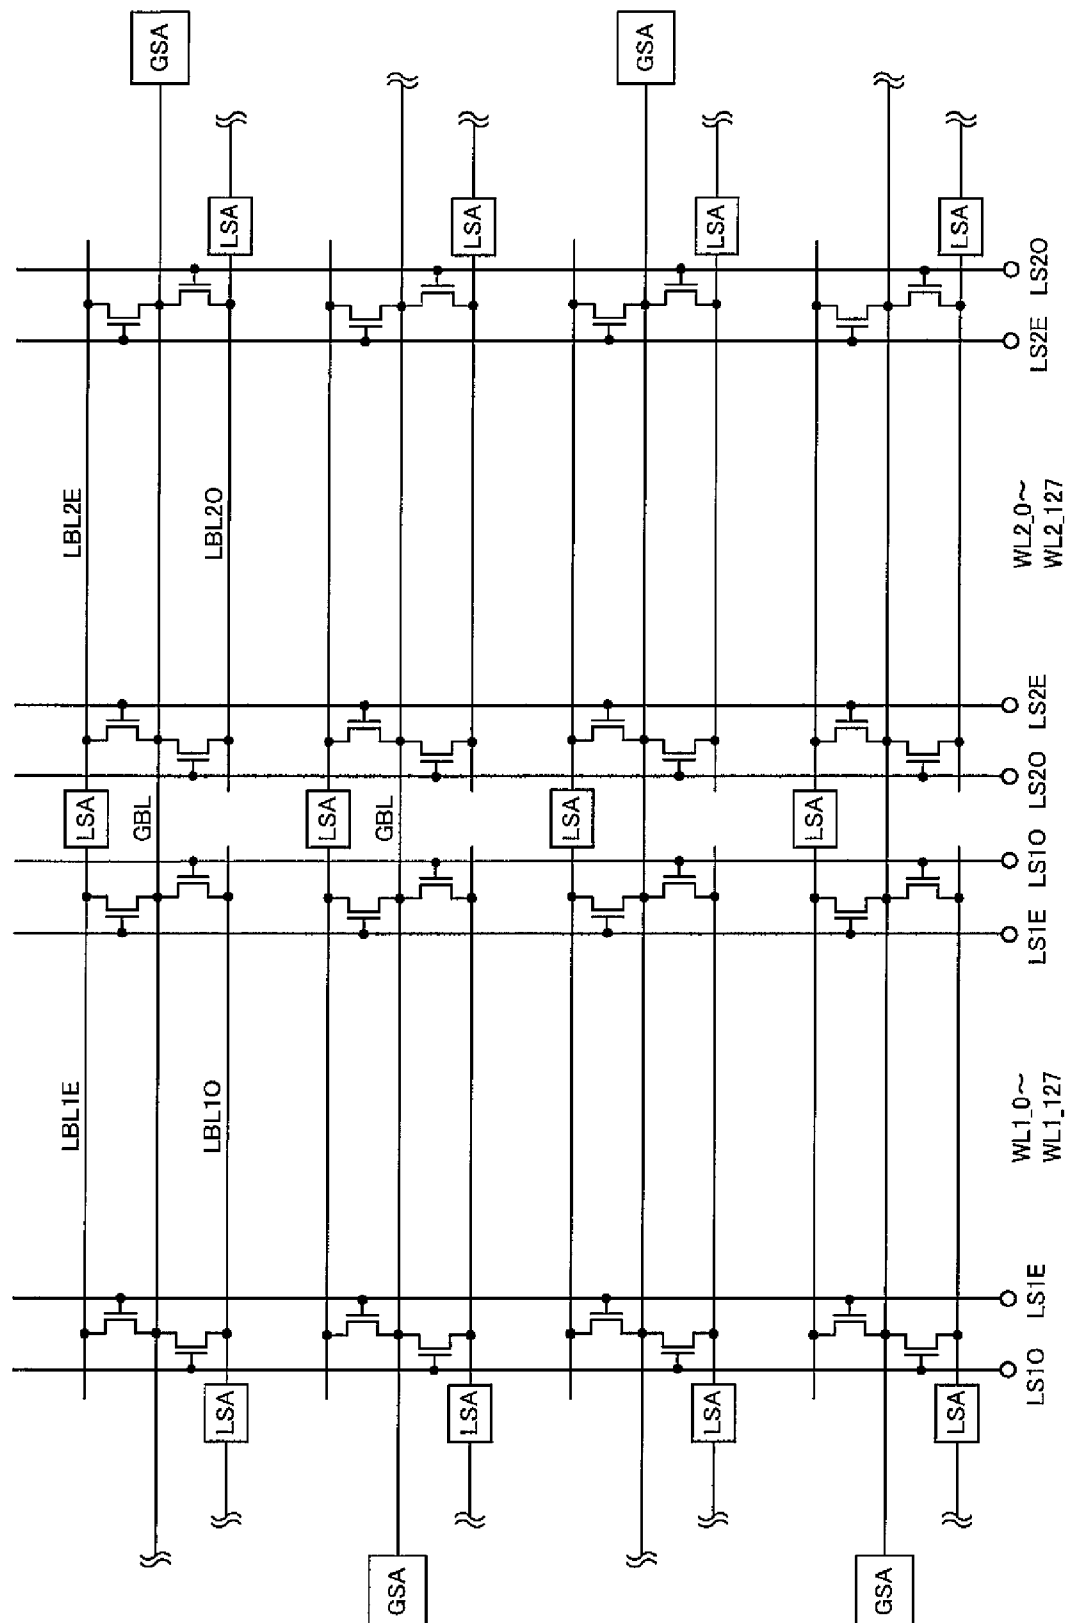 LBL1E
LSA
LBL2E
GBL
GSA
LSA
LBL1O
LBL2O
LSA
LSA
GSA
GBL
LSA
LSA
LSA
GSA
LSA
LSA
LSA
GSA
LSA
LSA
LS1O
LS1E
WL1_0~
WL1_127
LS1E
LS1O
LS2O
LS2E
WL2_0~
WL2_127
LS2E
LS2O